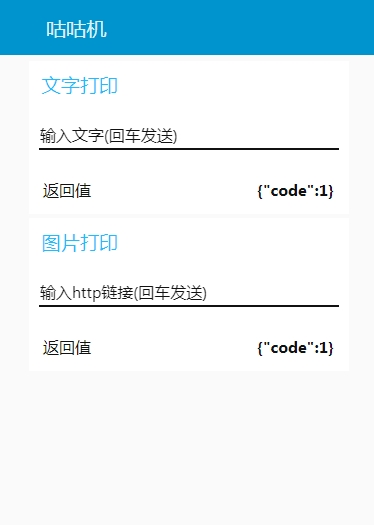 咕咕机
文字打印
输入文字(回车发送)
返回值 {"code":1}
图片打印
输入http链接(回车发送)
返回值 {"code":1}